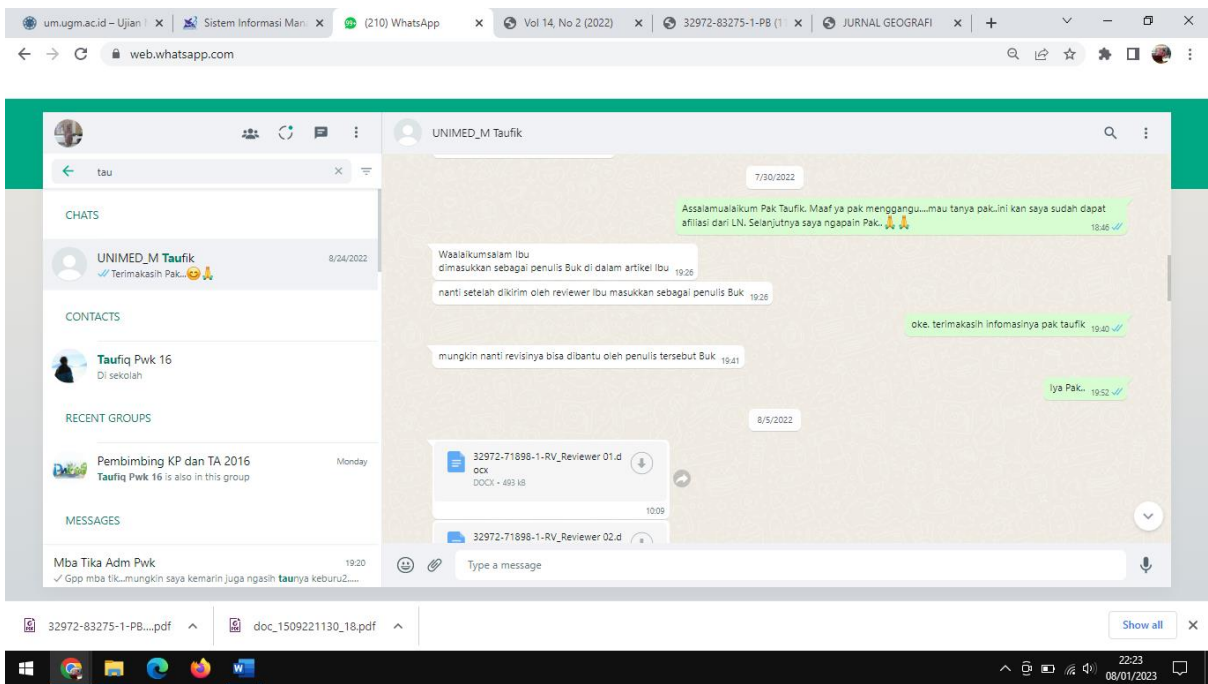 um.ugm.ac.id – Ujian
Sistem Informasi Man
(210) WhatsApp
Vol 14, No 2 (2022)
32972-83275-1-PB (1
JURNAL GEOGRAFI
web.whatsapp.com
UNIMED_M Taufik
tau
7/30/2022
CHATS
Assalamualaikum Pak Taufik. Maaf ya pak menggangu....mau tanya pak..ini kan saya sudah dapat
afiliasi dari LN. Selanjutnya saya ngapain Pak..🙏🙏
18:46
UNIMED_M Taufik
8/24/2022
Terimakasih Pak...😊🙏
Waalaikumsalam Ibu
dimasukkan sebagai penulis Buk di dalam artikel Ibu 19:26
nanti setelah dikirim oleh reviewer Ibu masukkan sebagai penulis Buk 19:26
CONTACTS
oke. terimakasih infomasinya pak taufik 19:40
Taufiq Pwk 16
Di sekolah
mungkin nanti revisinya bisa dibantu oleh penulis tersebut Buk 19:41
Iya Pak.. 19:52
RECENT GROUPS
8/5/2022
Pembimbing KP dan TA 2016
Monday
Taufiq Pwk 16 is also in this group
32972-71898-1-RV_Reviewer 01.d
ocx
DOCX • 493 kB
10:09
MESSAGES
32972-71898-1-RV_Reviewer 02.d
Mba Tika Adm Pwk
19:20
Gpp mba tik...mungkin saya kemarin juga ngasih taunya keburu2.....
Type a message
32972-83275-1-PB....pdf
doc_1509221130_18.pdf
Show all
22:23
08/01/2023